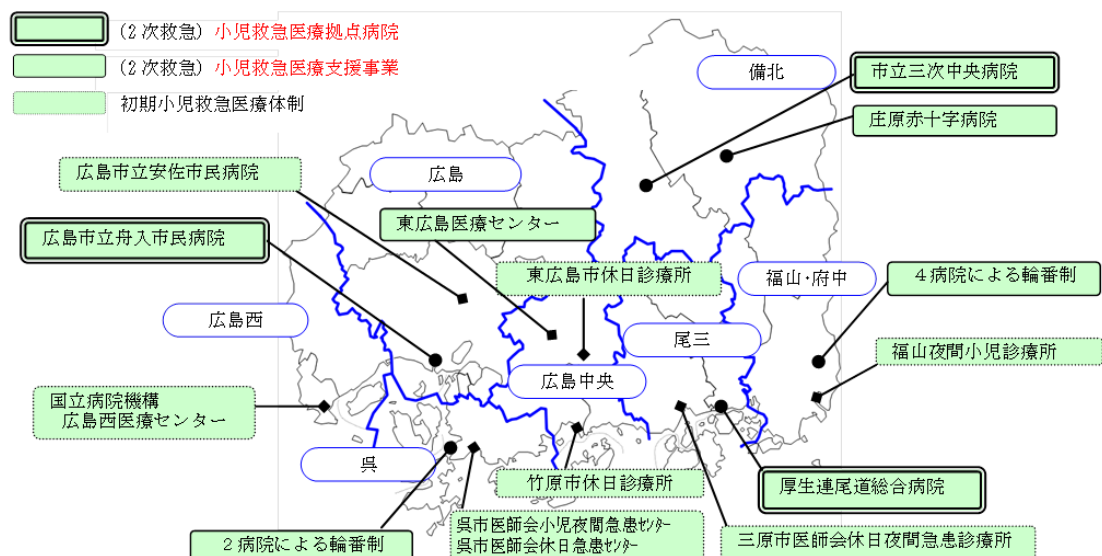 (2次救急) 小児救急医療拠点病院
(2次救急) 小児救急医療支援事業
初期小児救急医療体制
備北
市立三次中央病院
庄原赤十字病院
広島市立安佐市民病院
広島
広島市立舟入市民病院
東広島医療センター
東広島市休日診療所
福山・府中
4病院による輪番制
広島西
尾三
福山夜間小児診療所
広島中央
国立病院機構
広島西医療センター
呉
竹原市休日診療所
厚生連尾道総合病院
呉市医師会小児夜間急患センター
呉市医師会休日急患センター
2病院による輪番制
三原市医師会休日夜間急患診療所